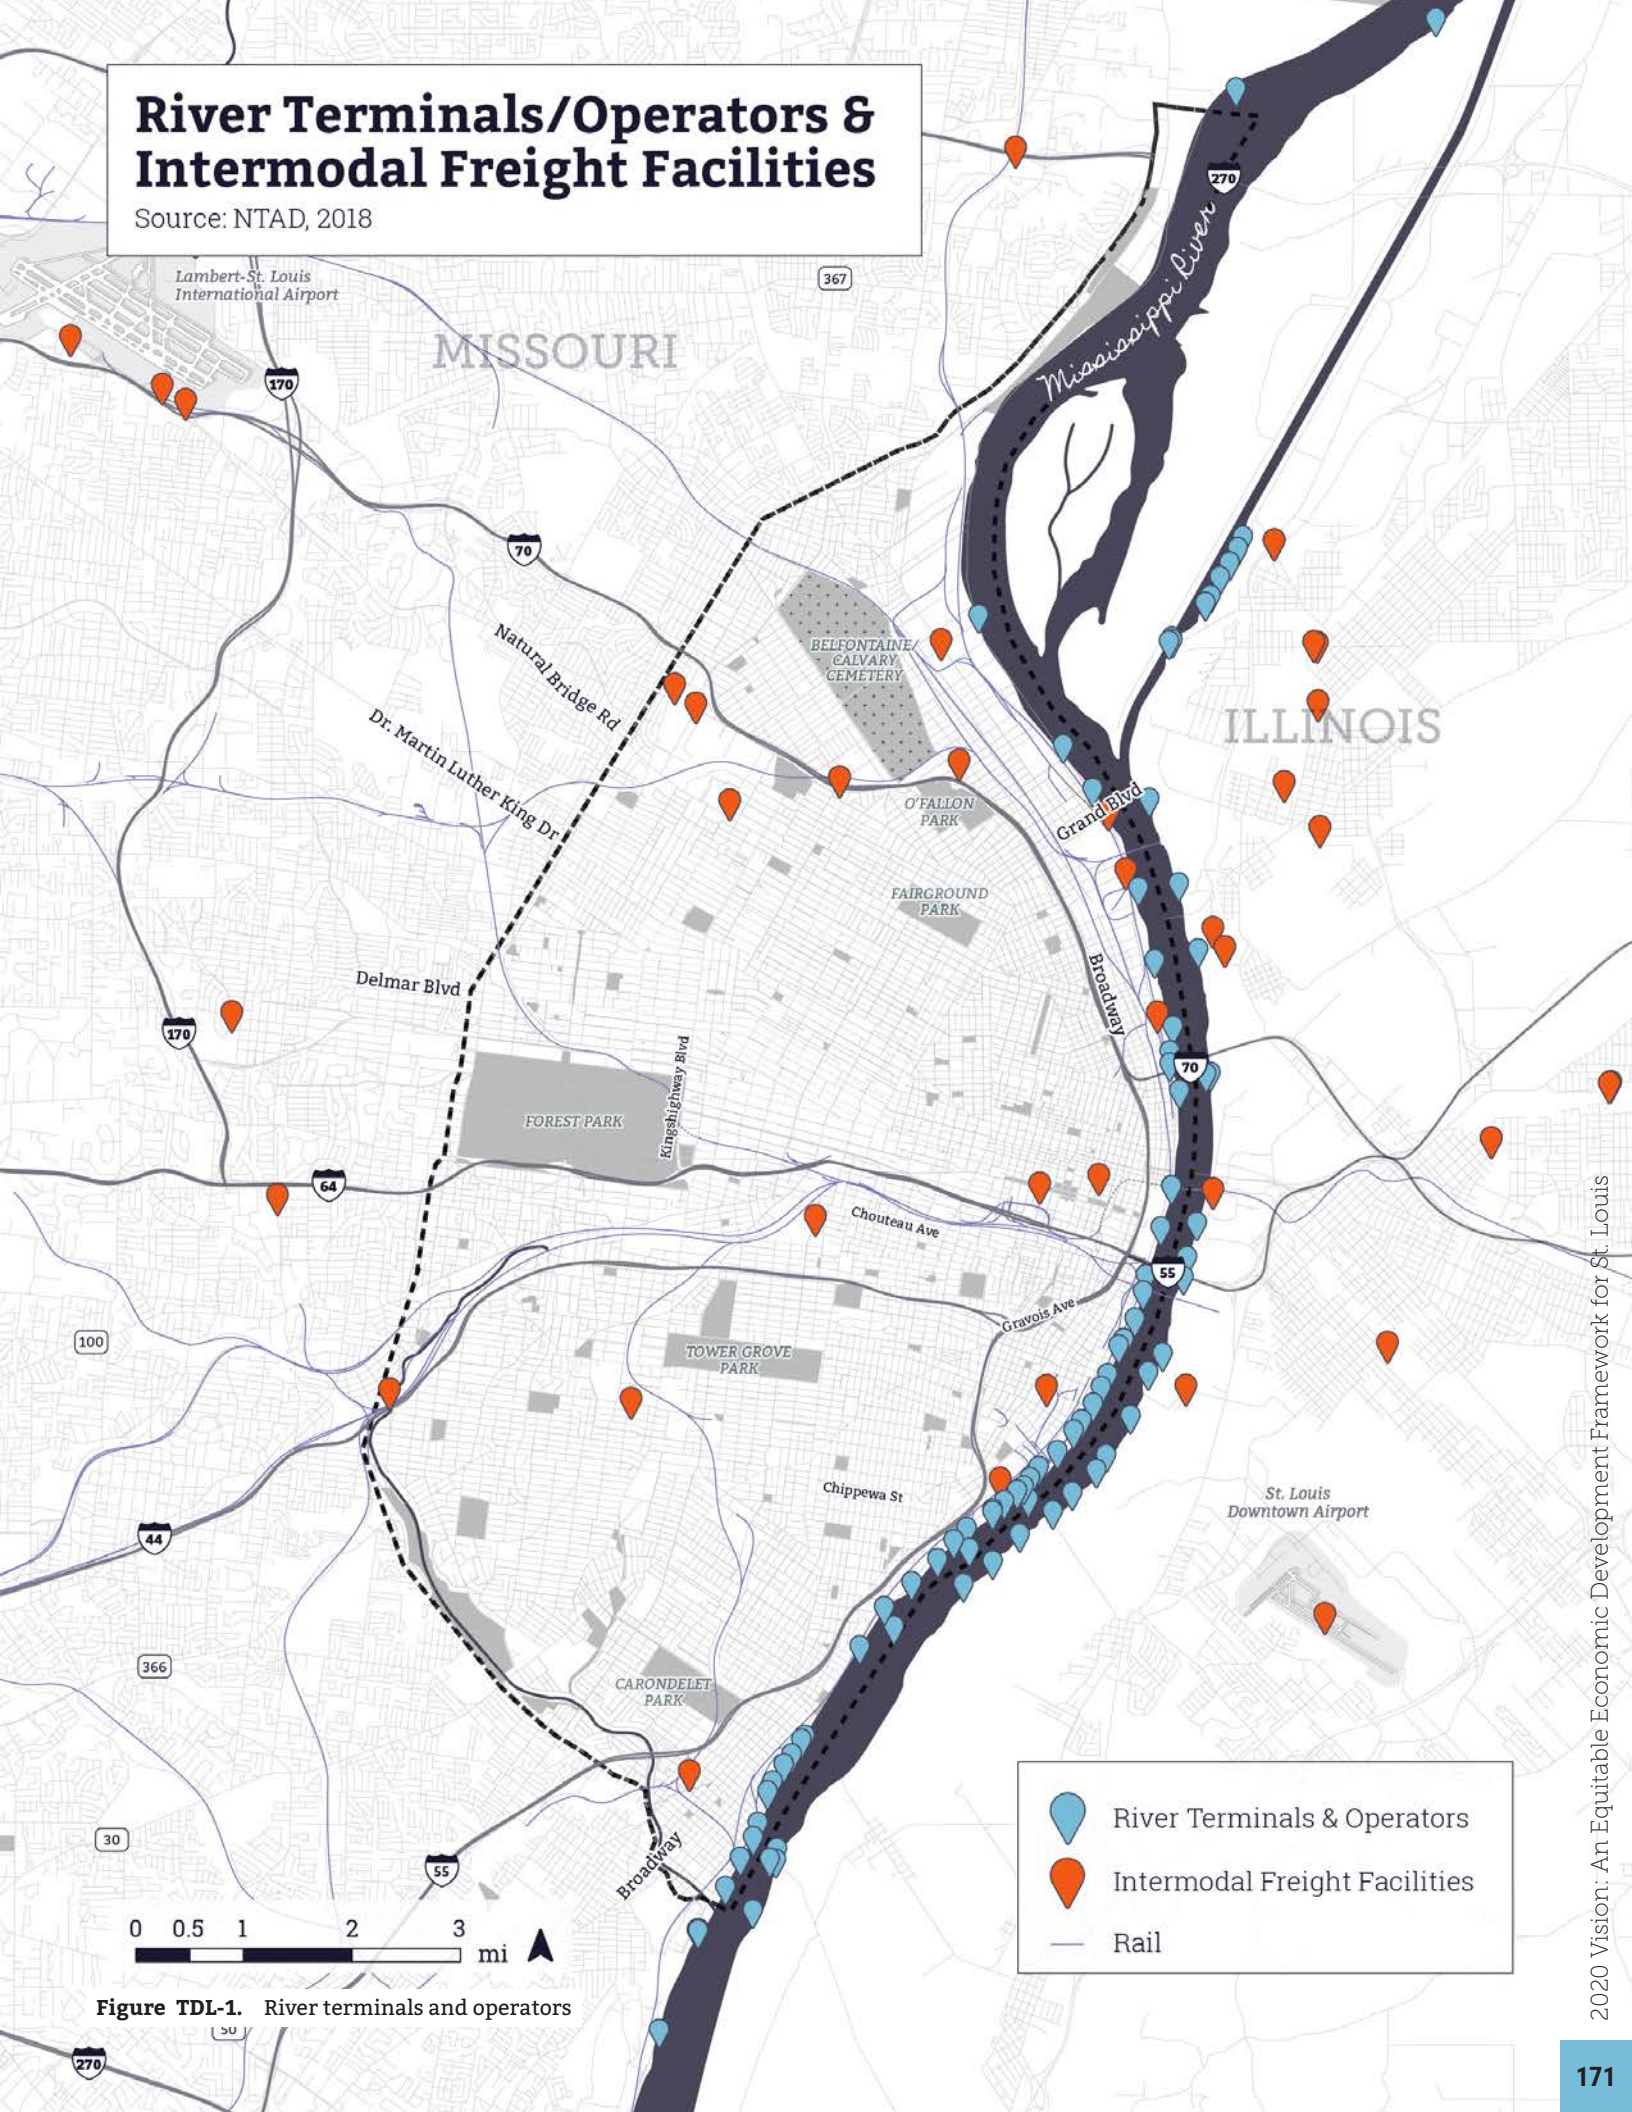 River Terminals/Operators &
Intermodal Freight Facilities
Source: NTAD, 2018
270
Mississippi River
367
Lambert-St. Louis
International Airport
MISSOURI
170
70
Natural Bridge Rd
BELFONTAINE/
CALVARY
CEMETERY
Dr. Martin Luther King Dr
ILLINOIS
O'FALLON
PARK
Grand Blvd
FAIRGROUND
PARK
Broadway
Delmar Blvd
170
Kingshighway Blvd
70
FOREST PARK
64
Chouteau Ave
55
Gravois Ave
100
TOWER GROVE
PARK
Chippewa St
St. Louis
Downtown Airport
44
366
CARONDELET
PARK
30
55
Broadway
River Terminals & Operators
Intermodal Freight Facilities
Rail
0 0.5 1 2 3
mi
Figure TDL-1. River terminals and operators
50
270
2020 Vision: An Equitable Economic Development Framework for St. Louis
171